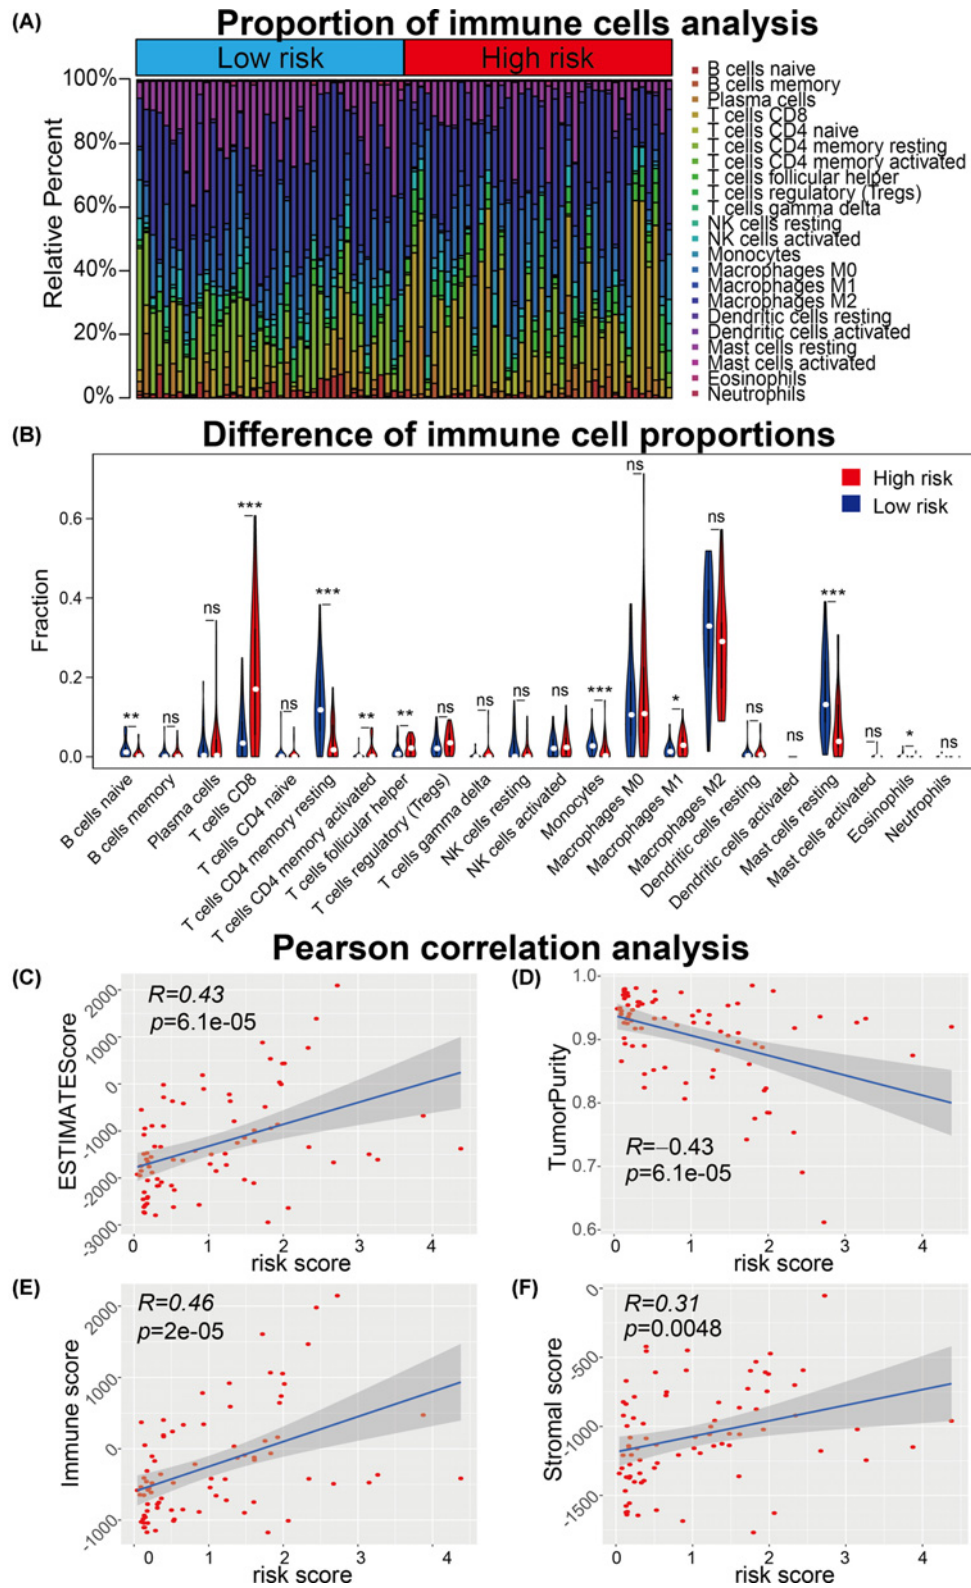 (A) Proportion of immune cells analysis
Low risk High risk
100%
80%
60%
40%
20%
0%
Relative Percent
B cells naive
B cells memory
Plasma cells
T cells CD8
T cells CD4 naive
T cells CD4 memory resting
T cells CD4 memory activated
T cells follicular helper
T cells regulatory (Tregs)
T cells gamma delta
NK cells resting
NK cells activated
Monocytes
Macrophages M0
Macrophages M1
Macrophages M2
Dendritic cells resting
Dendritic cells activated
Mast cells resting
Mast cells activated
Eosinophils
Neutrophils
(B) Difference of immune cell proportions
High risk
Low risk
Fraction
0.6
0.4
0.2
0.0
** ns ns *** ns *** ** ** ns ns ns ns *** ns * ns ns ns *** ns * ns
B cells naive
B cells memory
Plasma cells
T cells CD8
T cells CD4 naive
T cells CD4 memory resting
T cells CD4 memory activated
T cells follicular helper
T cells regulatory (Tregs)
T cells gamma delta
NK cells resting
NK cells activated
Monocytes
Macrophages M0
Macrophages M1
Macrophages M2
Dendritic cells resting
Dendritic cells activated
Mast cells resting
Mast cells activated
Eosinophils
Neutrophils
Pearson correlation analysis
(C)
R=0.43
p=6.1e-05
ESTIMATEScore
2000
1000
0
-1000
-2000
-3000
0 1 2 3 4
risk score
(D)
R=−0.43
p=6.1e-05
TumorPurity
1.0
0.9
0.8
0.7
0.6
0 1 2 3 4
risk score
(E)
R=0.46
p=2e-05
Immune score
2000
1000
0
-1000
0 1 2 3 4
risk score
(F)
R=0.31
p=0.0048
Stromal score
0
-500
-1000
-1500
0 1 2 3 4
risk score